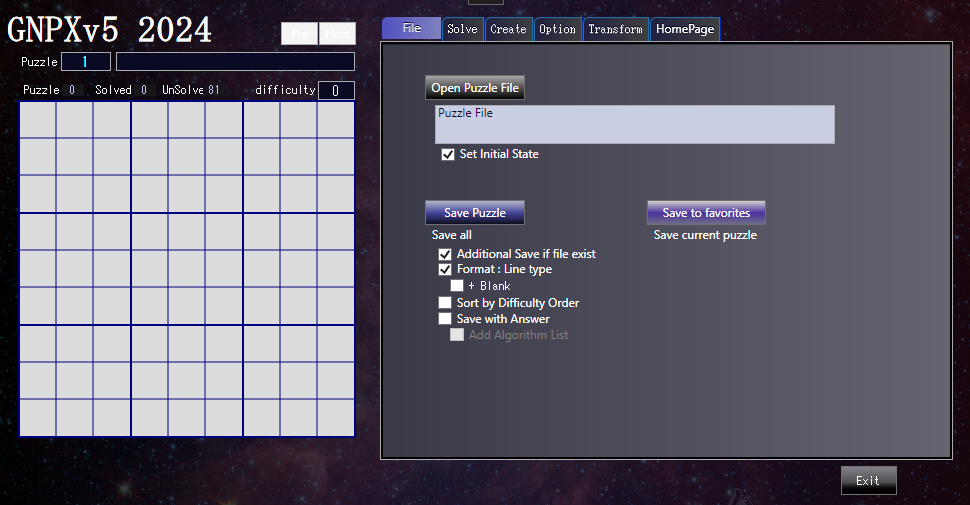 GNPXv5 2024
Pre Next
Puzzle 1
Puzzle 0 Solved 0 UnSolve 81 difficulty 0
File Solve Create Option Transform HomePage
Open Puzzle File
Puzzle File
Set Initial State
Save Puzzle
Save all
Additional Save if file exist
Format : Line type
+ Blank
Sort by Difficulty Order
Save with Answer
Add Algorithm List
Save to favorites
Save current puzzle
Exit